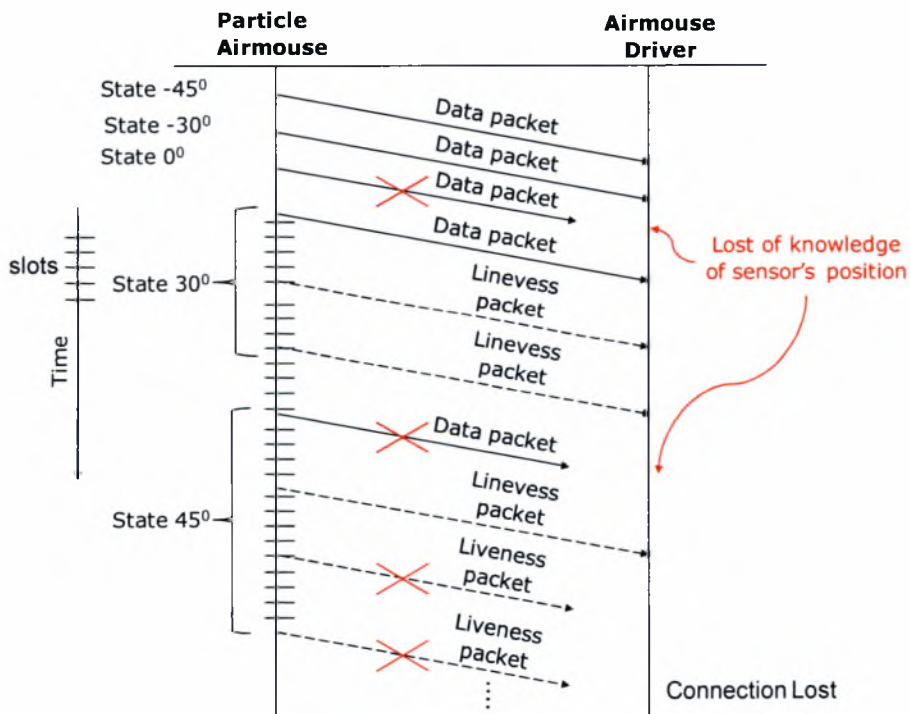 Particle
Airmouse
Airmouse
Driver
State -45⁰
State -30⁰
State 0⁰
Data packet
Data packet
Data packet
Data packet
slots
State 30⁰
Time
Linevess
packet
Linevess
packet
Lost of knowledge
of sensor's position
Data packet
State 45⁰
Linevess
packet
Liveness
packet
Liveness
packet
Connection Lost